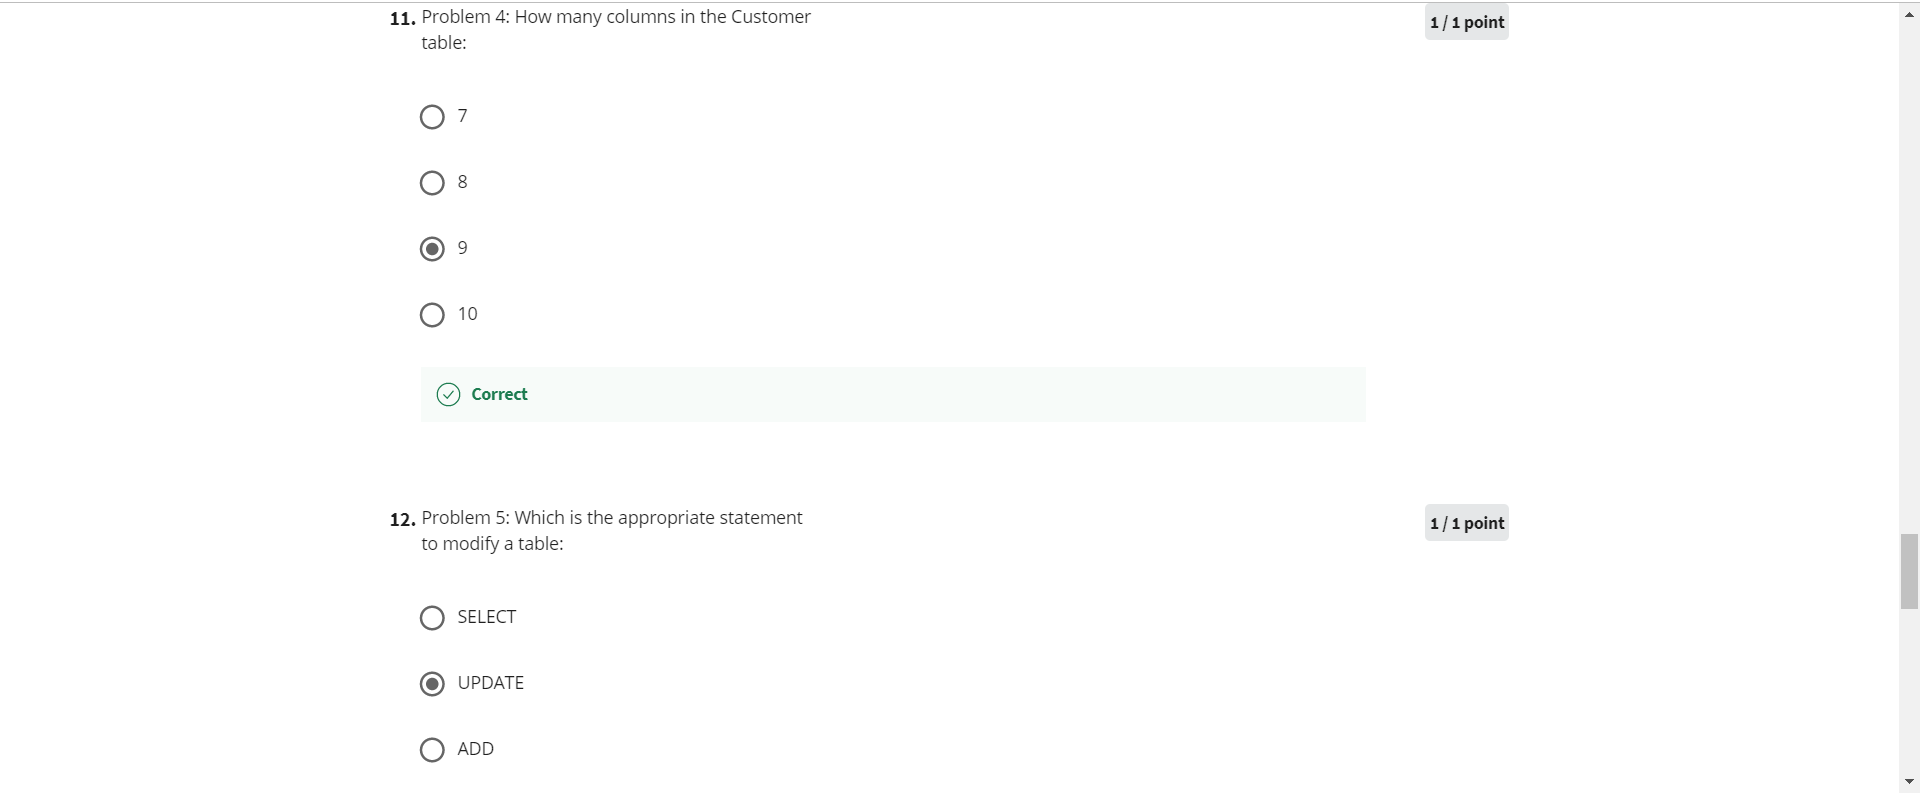 11. Problem 4: How many columns in the Customer
table:
1 / 1 point
7
8
9
10
Correct
12. Problem 5: Which is the appropriate statement
to modify a table:
1 / 1 point
SELECT
UPDATE
ADD